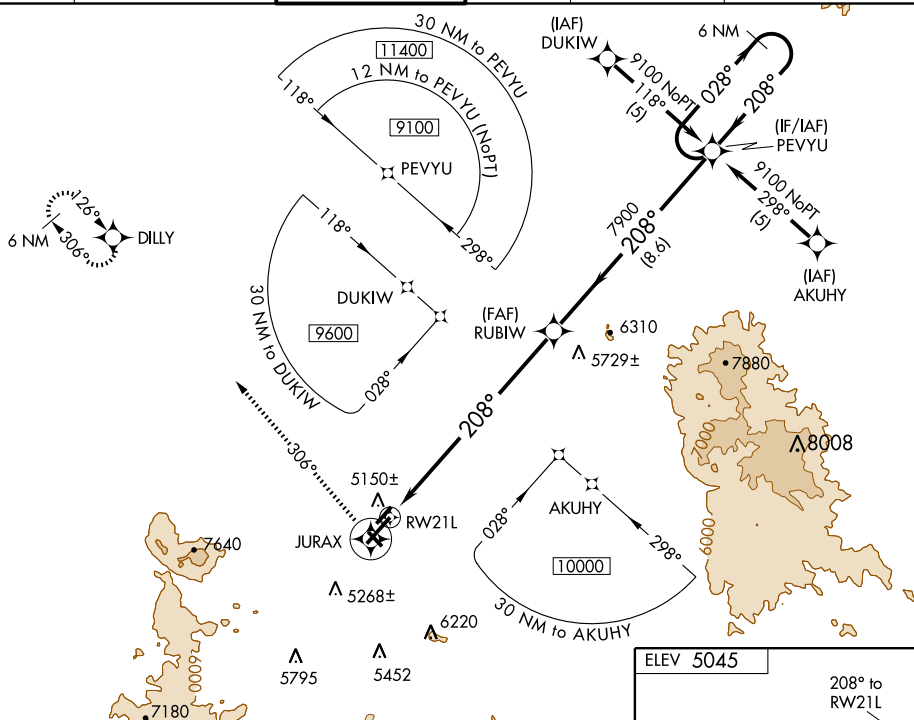 (IAF)
DUKIW
6 NM
9100 NoPT
118°
(5)
028°
208°
(IF/IAF)
PEVYU
9100 NoPT
298°
(5)
(IAF)
AKUHY
30 NM to PEVYU
11400
12 NM to PEVYU (NoPT)
9100
118°
PEVYU
298°
126°
306°
6 NM
DILLY
118°
DUKIW
9600
30 NM to DUKIW
028°
7900
208°
(8.6)
(FAF)
RUBIW
6310
5729±
7880
8008
7000
6000
208°
306°
5150±
RW21L
JURAX
AKUHY
028°
298°
10000
30 NM to AKUHY
7640
5268±
6220
5795
5452
6000
7180
ELEV 5045
208° to
RW21L